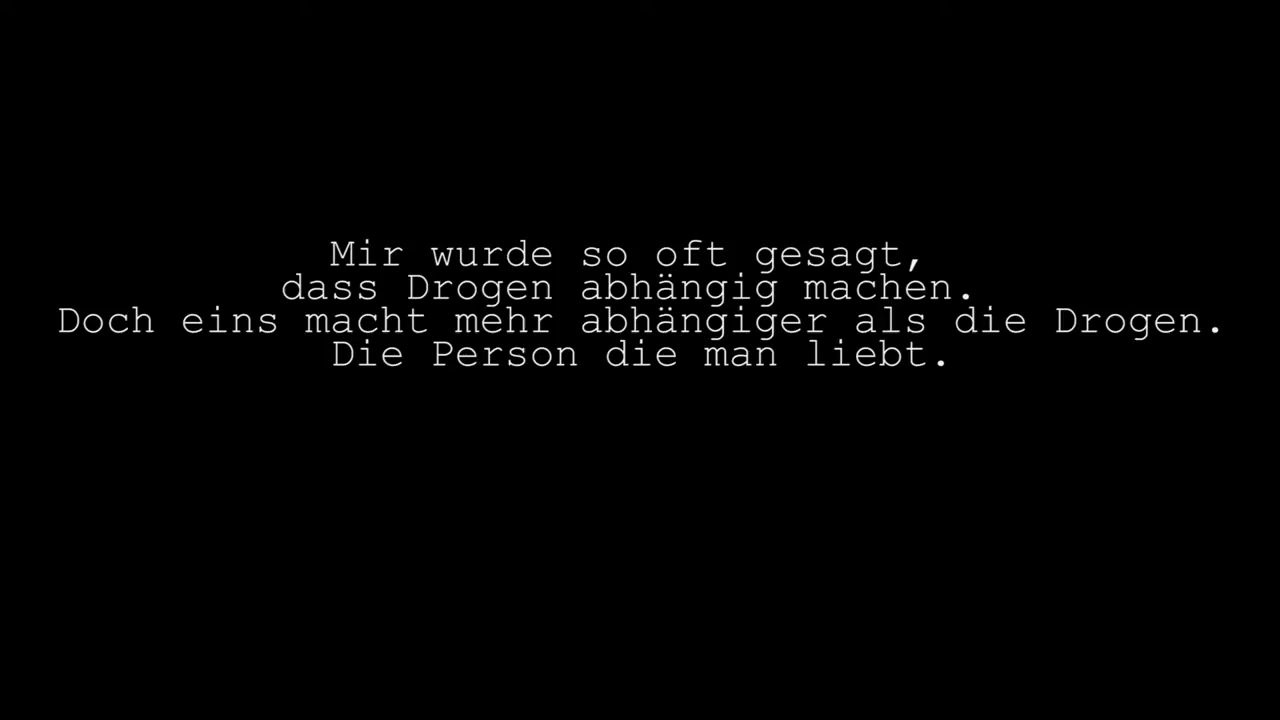 Mir wurde so oft gesagt,
dass Drogen abhängig machen.
Doch eins macht mehr abhängiger als die Drogen.
Die Person die man liebt.